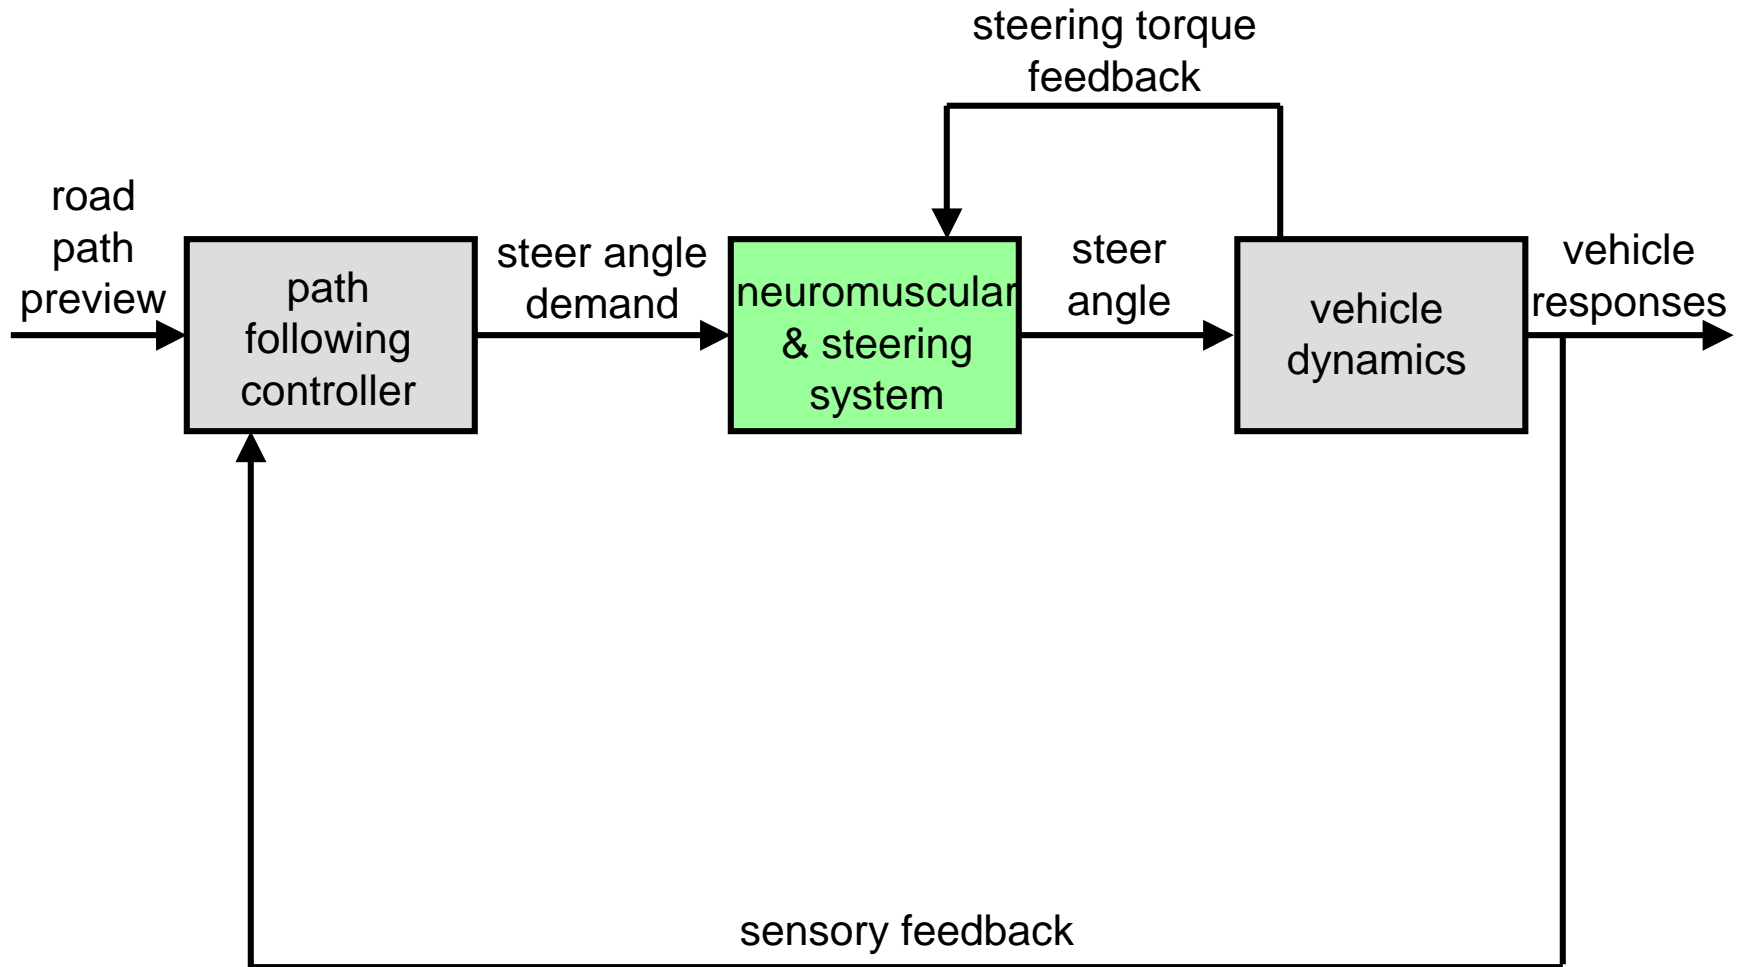 steering torque
feedback
road
path
preview
path
following
controller
steer angle
demand
neuromuscular
& steering
system
steer
angle
vehicle
dynamics
vehicle
responses
sensory feedback